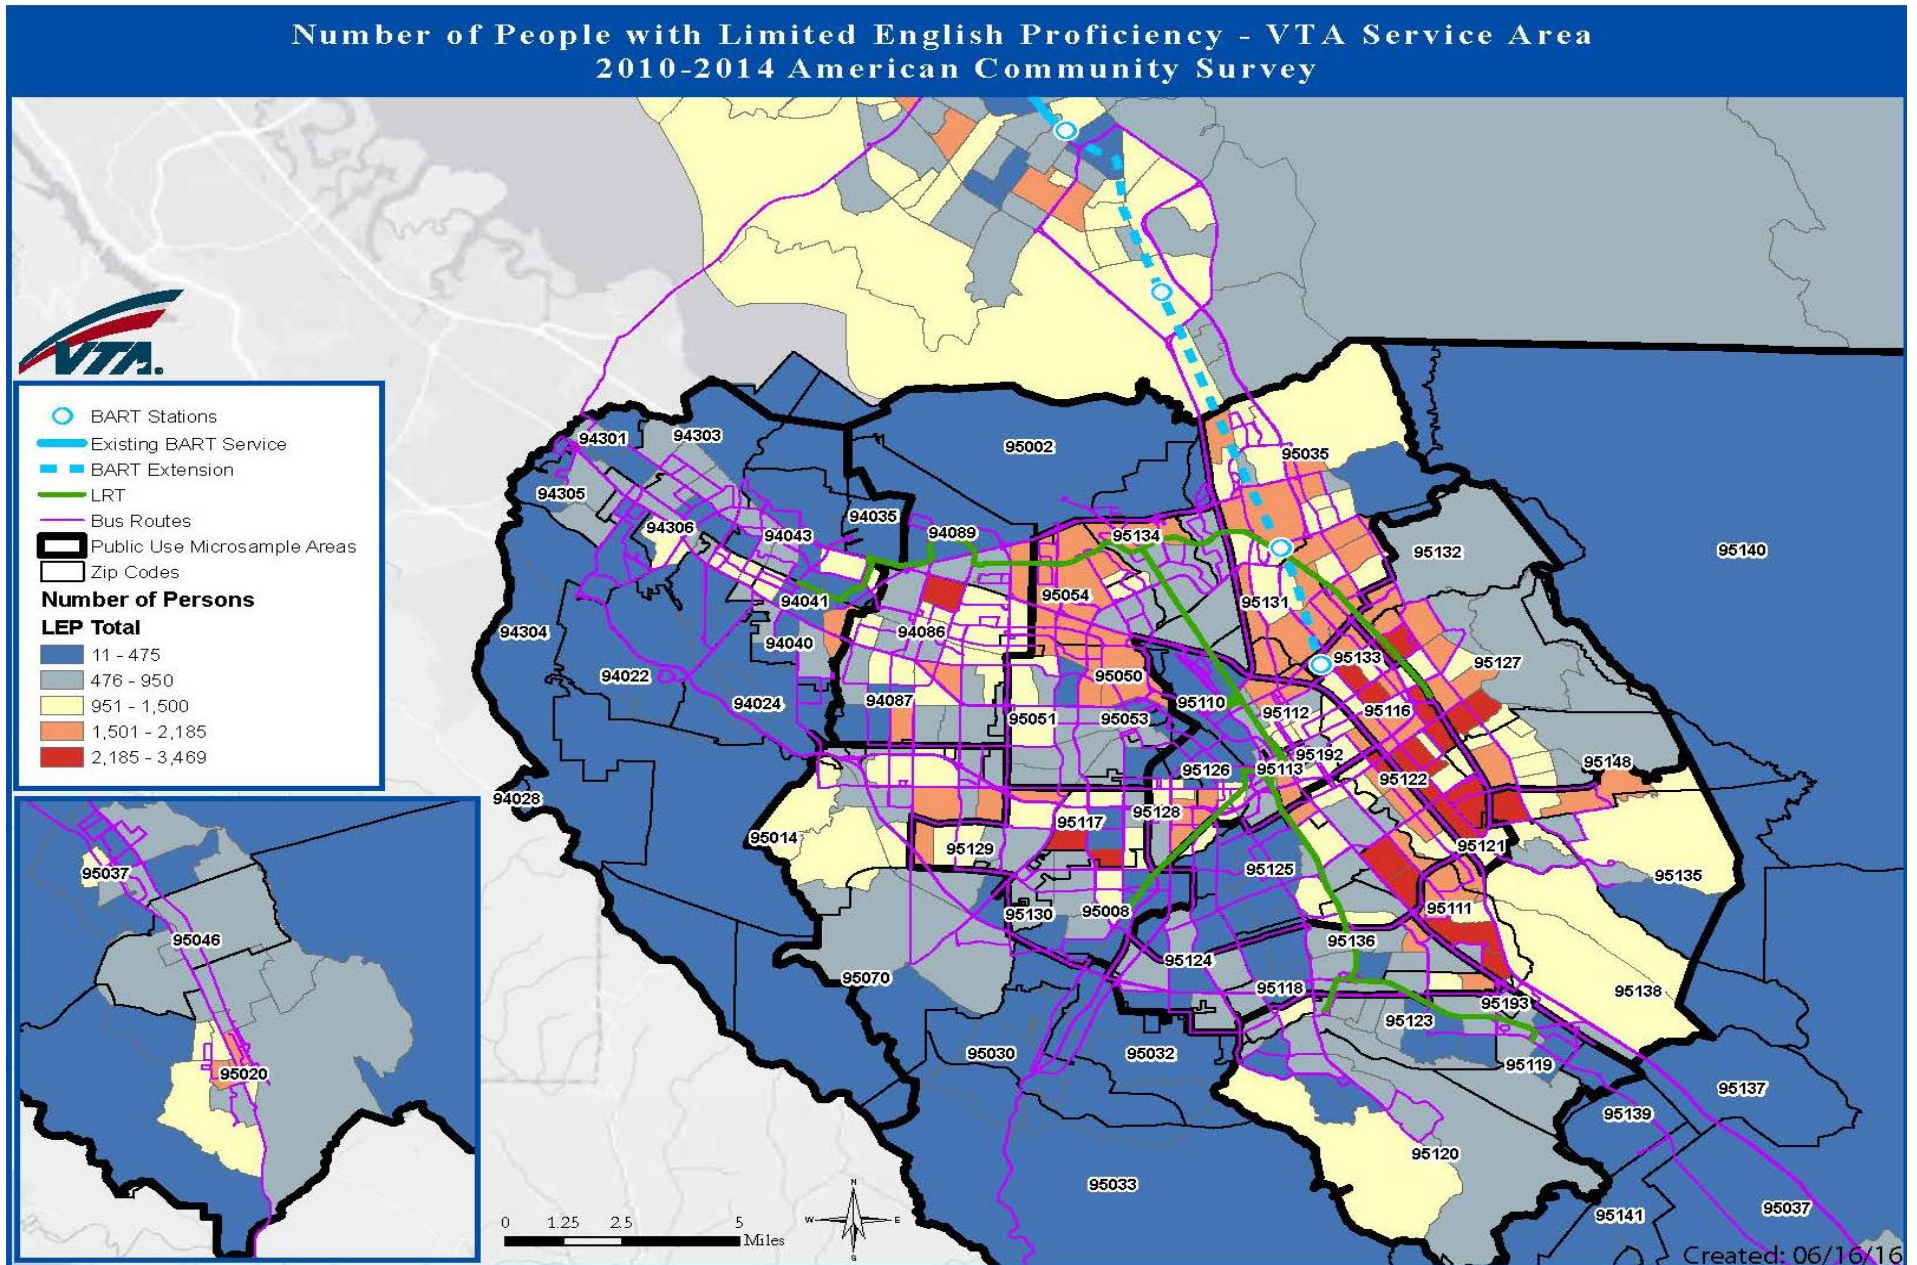 Number of People with Limited English Proficiency - VTA Service Area
2010-2014 American Community Survey
VTA.
BART Stations
Existing BART Service
BART Extension
LRT
Bus Routes
Public Use Microsample Areas
Zip Codes
Number of Persons
LEP Total
11 - 475
476 - 950
951 - 1,500
1,501 - 2,185
2,185 - 3,469
94301
94303
95002
95035
94305
94306
94043
94035
94089
95134
95132
95140
94041
95054
95131
94304
94040
94086
95133
95127
94022
94024
94087
95050
95110
95112
95116
95051
95053
95192
95126
95113
95122
95148
94028
95014
95117
95128
95129
95121
95125
95135
95130
95008
95111
95136
95070
95124
95118
95193
95138
95123
95030
95032
95119
95137
95139
95120
95033
95141
95037
95037
95046
95020
N
W
E
S
0 1.25 2.5 5
Miles
Created: 06/16/16